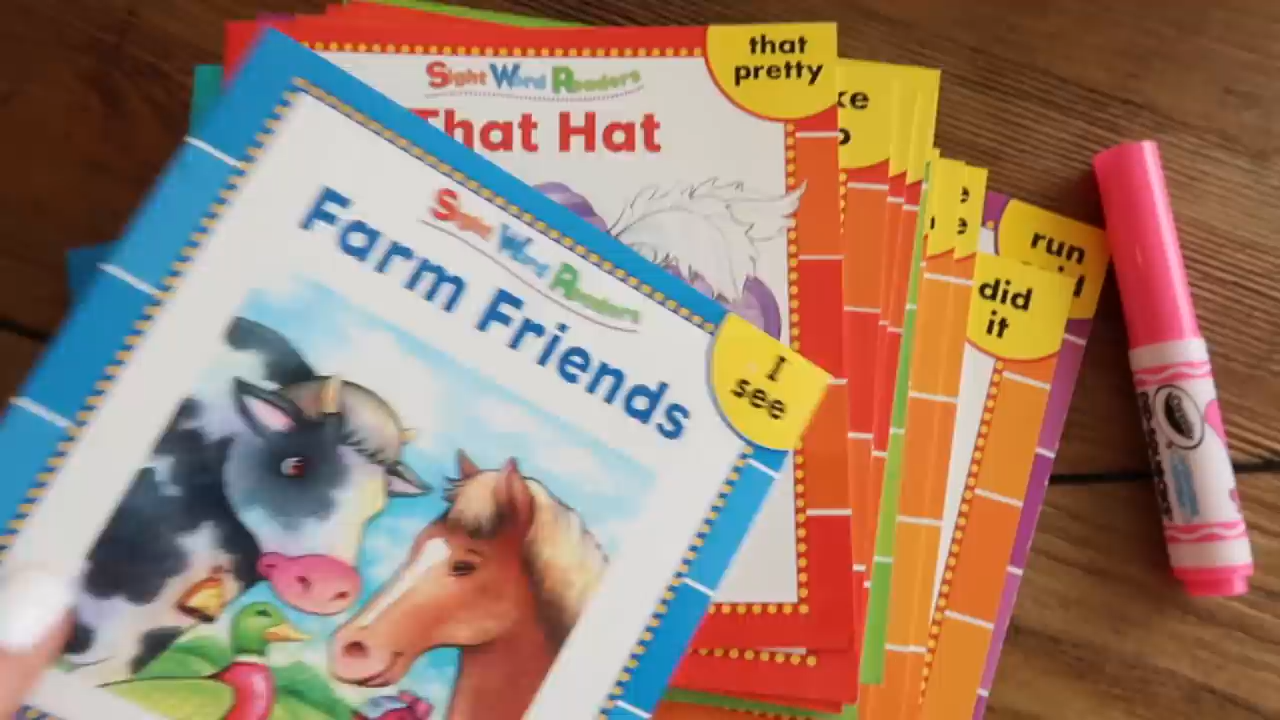 Sight Word Readers
Farm Friends
I
see
Sight Word Readers
That Hat
that
pretty
did
it
run